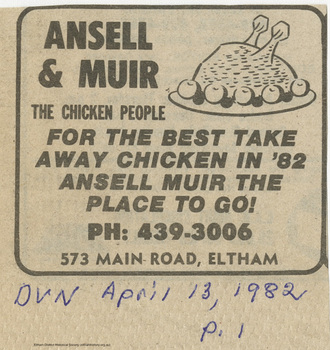 ANSELL
& MUIR
THE CHICKEN PEOPLE
FOR THE BEST TAKE
AWAY CHICKEN IN '82
ANSELL MUIR THE
PLACE TO GO!
PH: 439-3006
573 MAIN ROAD, ELTHAM
DVN April 13, 1982
p. 1